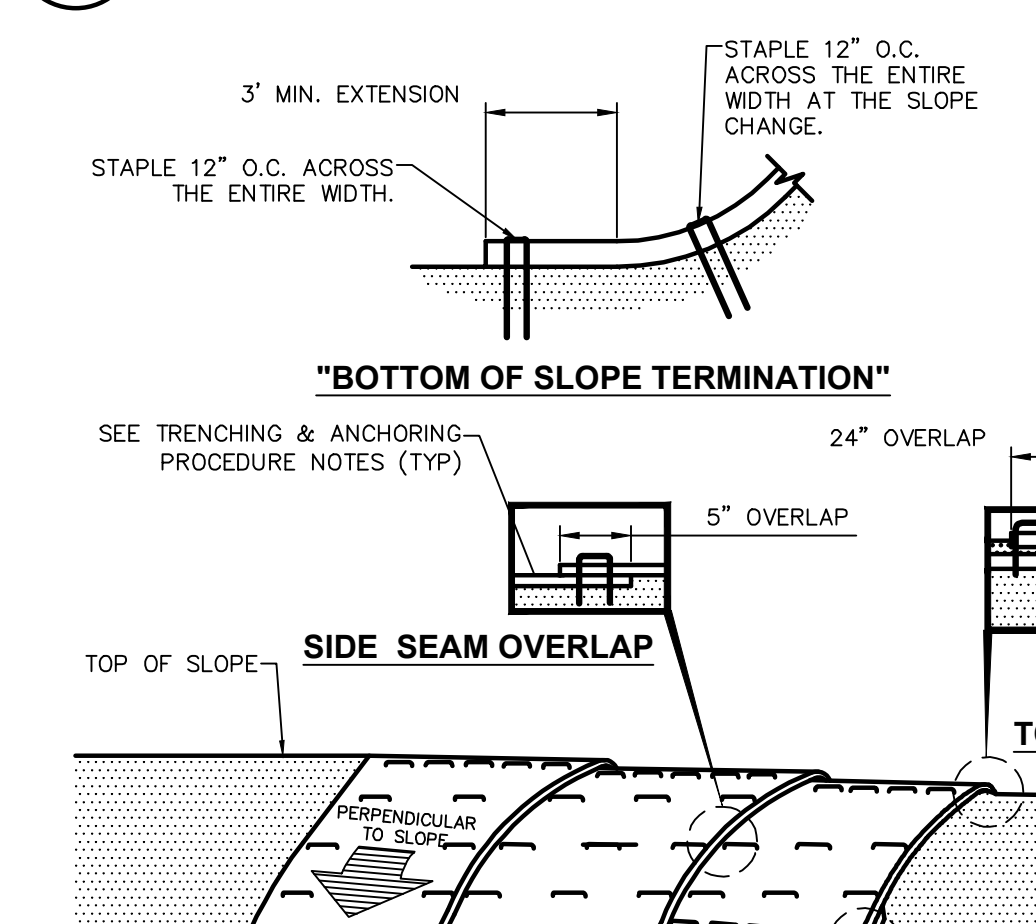 3' MIN. EXTENSION
STAPLE 12" O.C.
ACROSS THE ENTIRE
WIDTH AT THE SLOPE
CHANGE.
STAPLE 12" O.C. ACROSS
THE ENTIRE WIDTH.
"BOTTOM OF SLOPE TERMINATION"
SEE TRENCHING & ANCHORING
PROCEDURE NOTES (TYP)
24" OVERLAP
5" OVERLAP
SIDE SEAM OVERLAP
TOP OF SLOPE
PERPENDICULAR
TO SLOPE